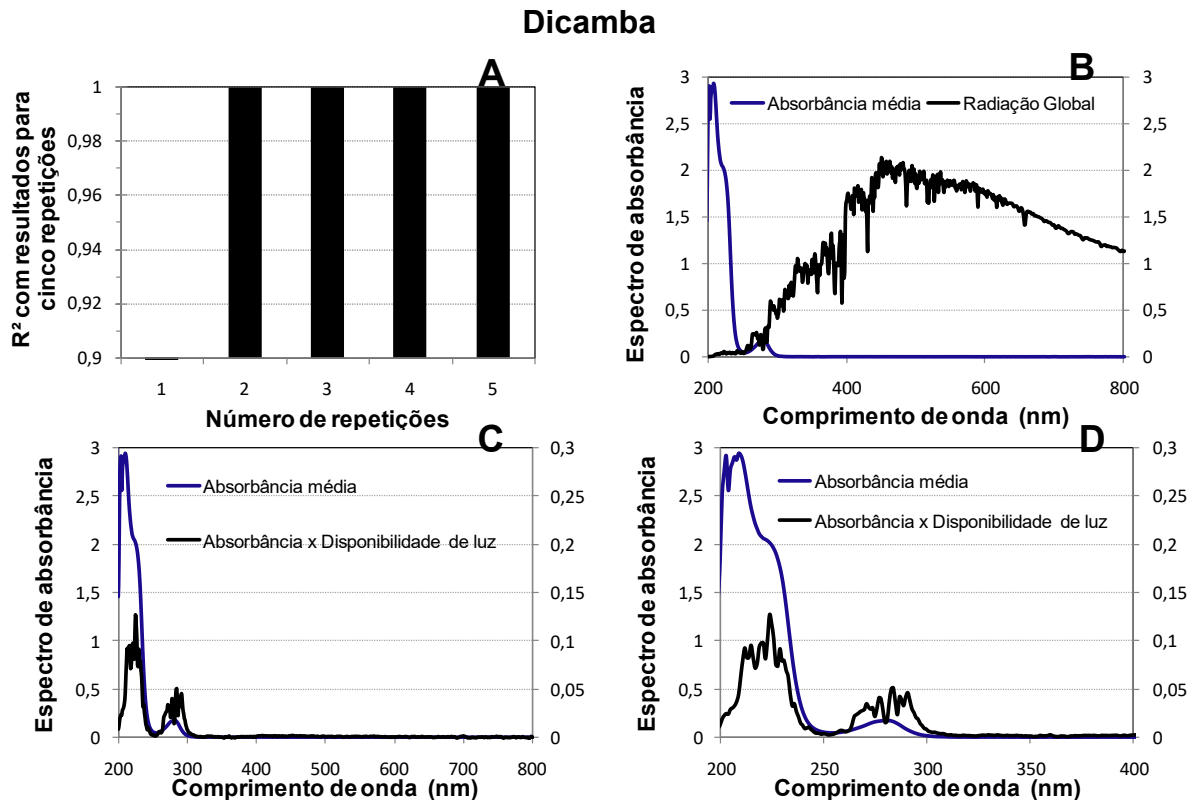 Dicamba
A
R² com resultados para
cinco repetições
1
0,98
0,96
0,94
0,92
0,9
1 2 3 4 5
Número de repetições
B
Espectro de absorbância
Absorbância média Radiação Global
3 3
2,5 2,5
2 2
1,5 1,5
1 1
0,5 0,5
0 0
200 400 600 800
Comprimento de onda (nm)
C
Espectro de absorbância
Absorbância média
Absorbância x Disponibilidade de luz
3 0,3
2,5 0,25
2 0,2
1,5 0,15
1 0,1
0,5 0,05
0 0
200 300 400 500 600 700 800
Comprimento de onda (nm)
D
Espectro de absorbância
Absorbância média
Absorbância x Disponibilidade de luz
3 0,3
2,5 0,25
2 0,2
1,5 0,15
1 0,1
0,5 0,05
0 0
200 250 300 350 400
Comprimento de onda (nm)